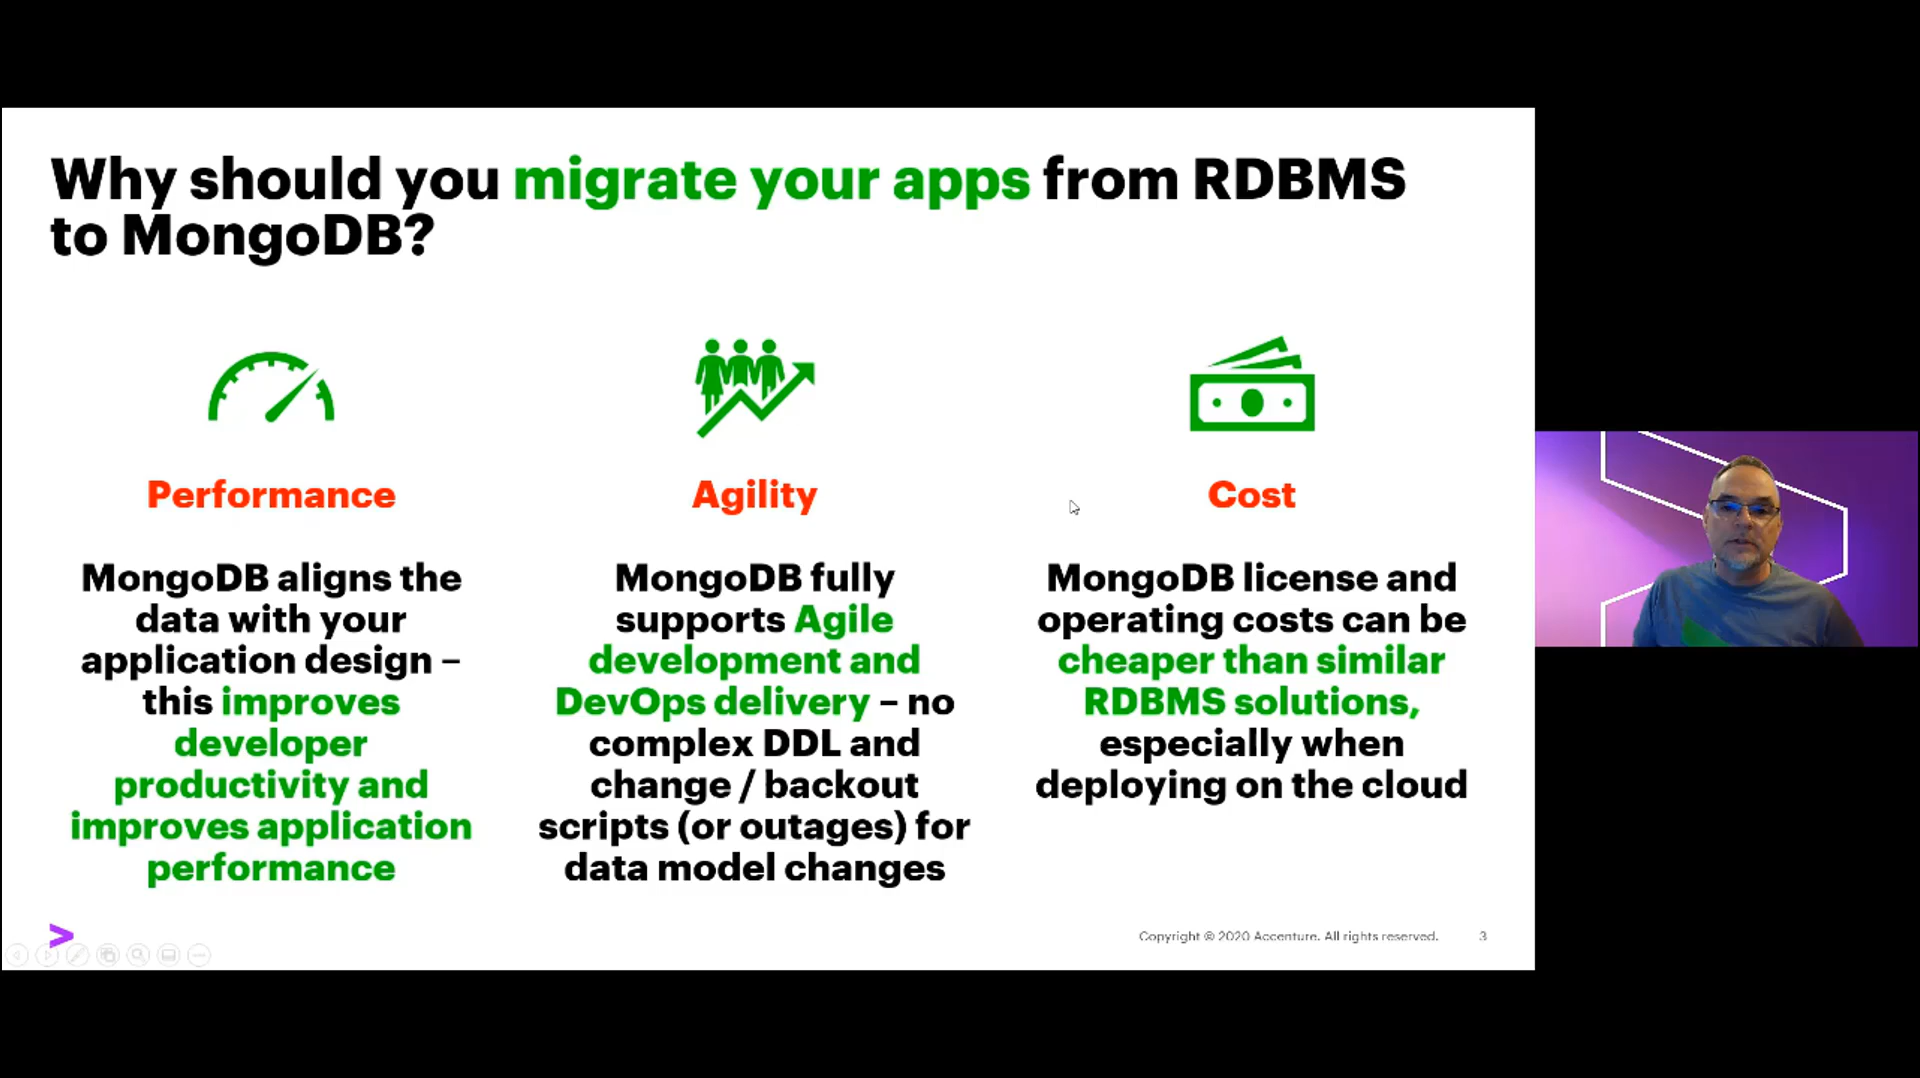 Why should you migrate your apps from RDBMS
to MongoDB?
Performance
MongoDB aligns the
data with your
application design –
this improves
developer
productivity and
improves application
performance
Agility
MongoDB fully
supports Agile
development and
DevOps delivery – no
complex DDL and
change / backout
scripts (or outages) for
data model changes
Cost
MongoDB license and
operating costs can be
cheaper than similar
RDBMS solutions,
especially when
deploying on the cloud
Copyright © 2020 Accenture. All rights reserved.
3